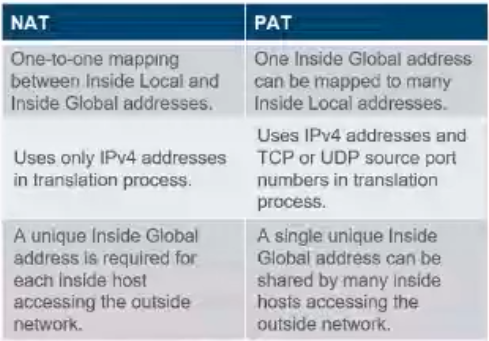 NAT
PAT
One-to-one mapping
between Inside Local and
Inside Global addresses.
One Inside Global address
can be mapped to many
Inside Local addresses.
Uses only IPv4 addresses
in translation process.
Uses IPv4 addresses and
TCP or UDP source port
numbers in translation
process.
A unique Inside Global
address is required for
each inside host
accessing the outside
network.
A single unique Inside
Global address can be
shared by many inside
hosts accessing the
outside network.